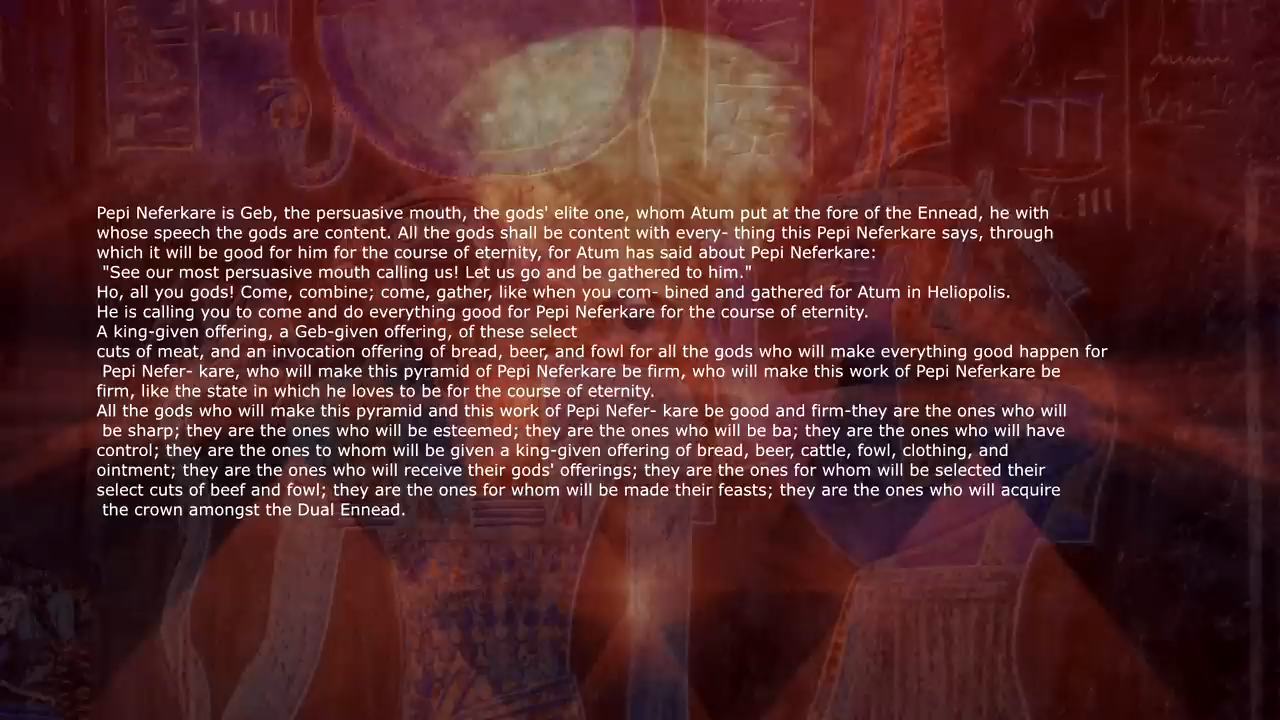 Pepi Neferkare is Geb, the persuasive mouth, the gods' elite one, whom Atum put at the fore of the Ennead, he with
whose speech the gods are content. All the gods shall be content with every- thing this Pepi Neferkare says, through
which it will be good for him for the course of eternity, for Atum has said about Pepi Neferkare:
"See our most persuasive mouth calling us! Let us go and be gathered to him."
Ho, all you gods! Come, combine; come, gather, like when you com- bined and gathered for Atum in Heliopolis.
He is calling you to come and do everything good for Pepi Neferkare for the course of eternity.
A king-given offering, a Geb-given offering, of these select
cuts of meat, and an invocation offering of bread, beer, and fowl for all the gods who will make everything good happen for
Pepi Nefer- kare, who will make this pyramid of Pepi Neferkare be firm, who will make this work of Pepi Neferkare be
firm, like the state in which he loves to be for the course of eternity.
All the gods who will make this pyramid and this work of Pepi Nefer- kare be good and firm-they are the ones who will
be sharp; they are the ones who will be esteemed; they are the ones who will be ba; they are the ones who will have
control; they are the ones to whom will be given a king-given offering of bread, beer, cattle, fowl, clothing, and
ointment; they are the ones who will receive their gods' offerings; they are the ones for whom will be selected their
select cuts of beef and fowl; they are the ones for whom will be made their feasts; they are the ones who will acquire
the crown amongst the Dual Ennead.